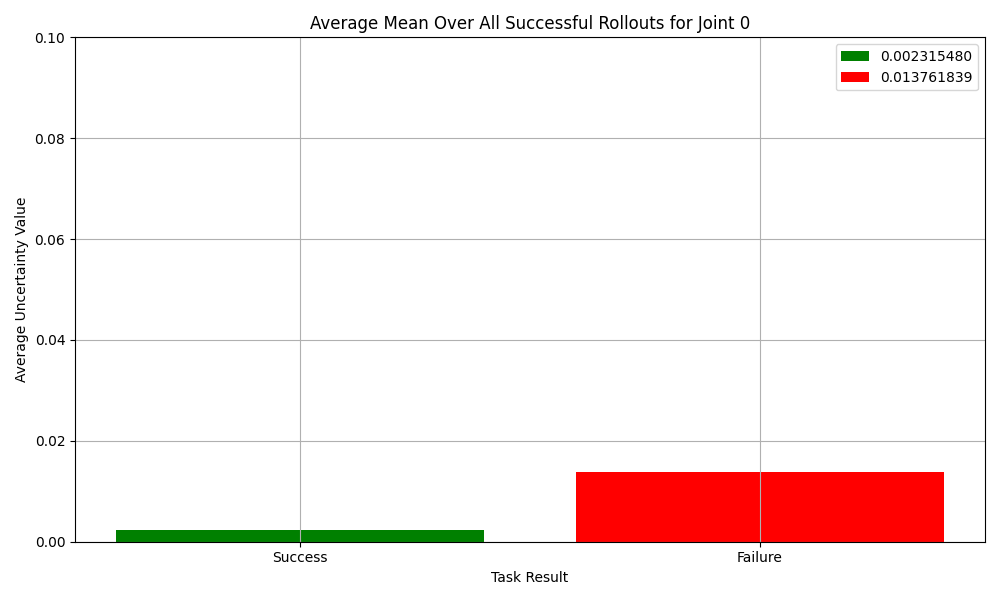 Average Mean Over All Successful Rollouts for Joint 0
0.002315480
0.013761839
Average Uncertainty Value
0.10
0.08
0.06
0.04
0.02
0.00
Success
Failure
Task Result